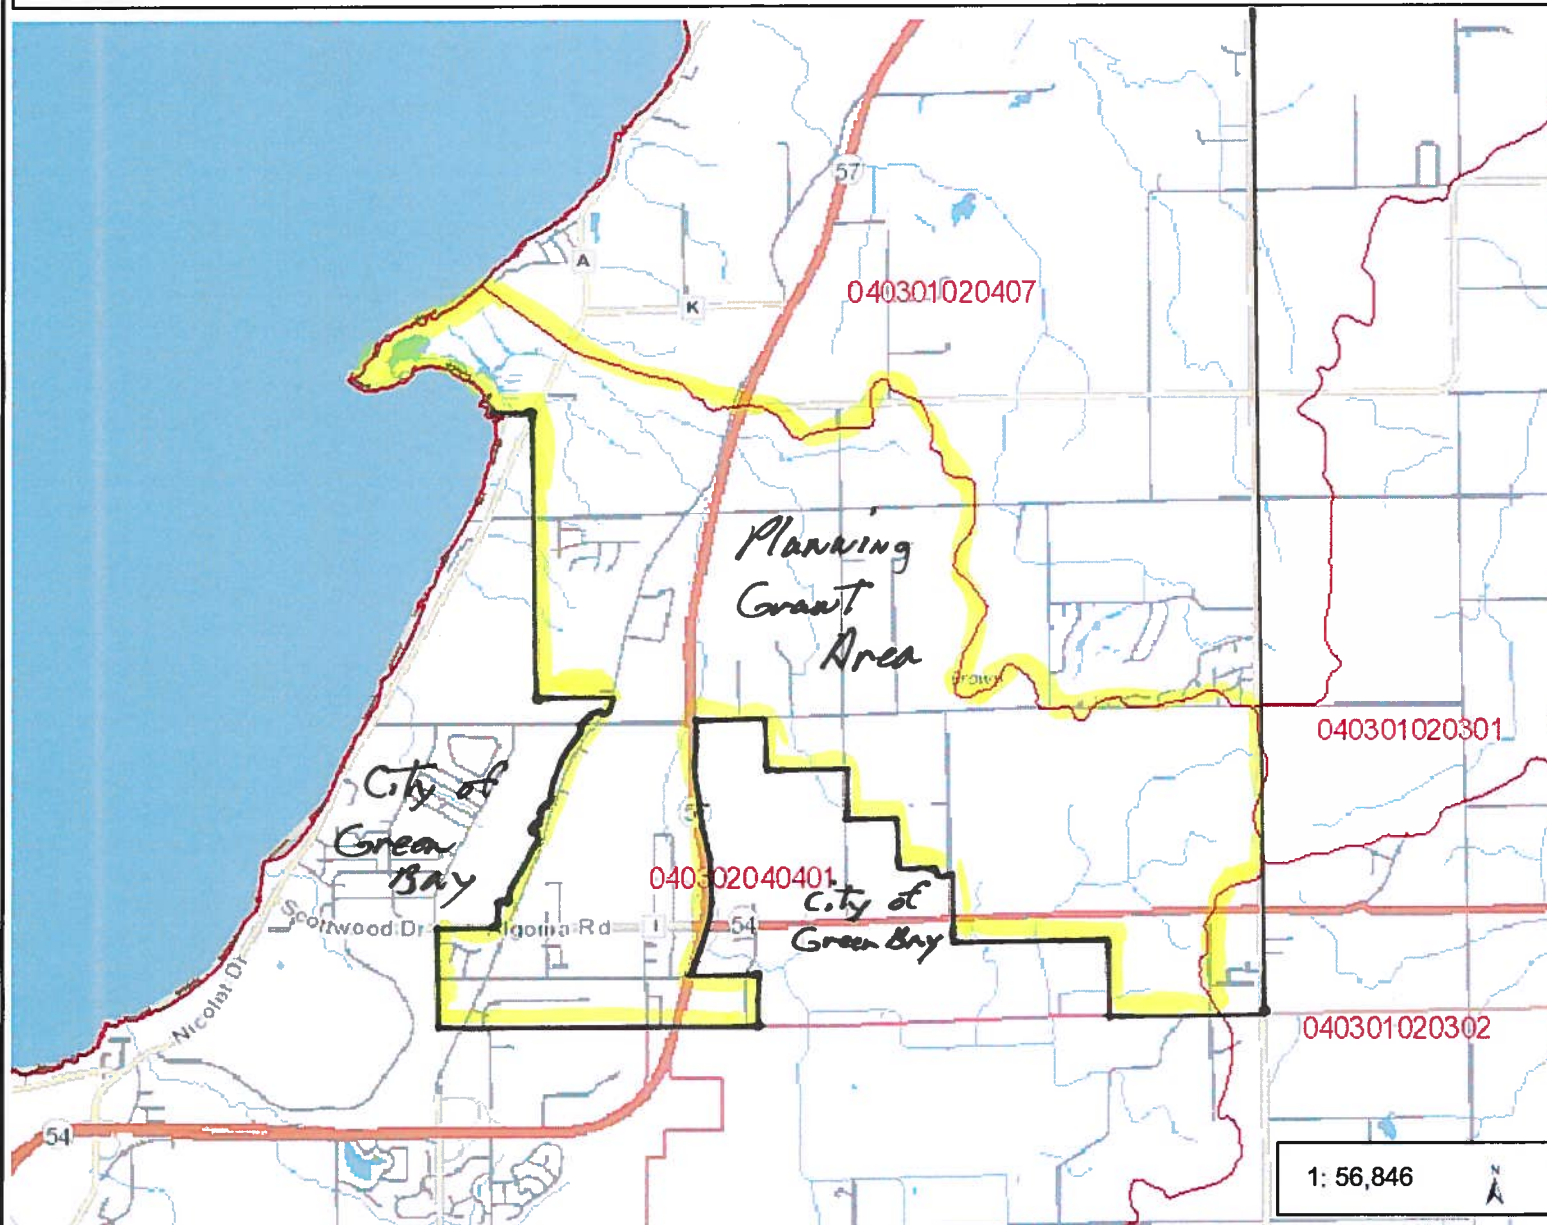 57
A
K
040301020407
Planning
Grant
Area
Brown
040301020301
City of
Green
Bay
57
040302040401
City of
Green Bay
Scottwood Dr
Algoma Rd
I
54
Nicolet Dr
040301020302
54
1: 56,846
N